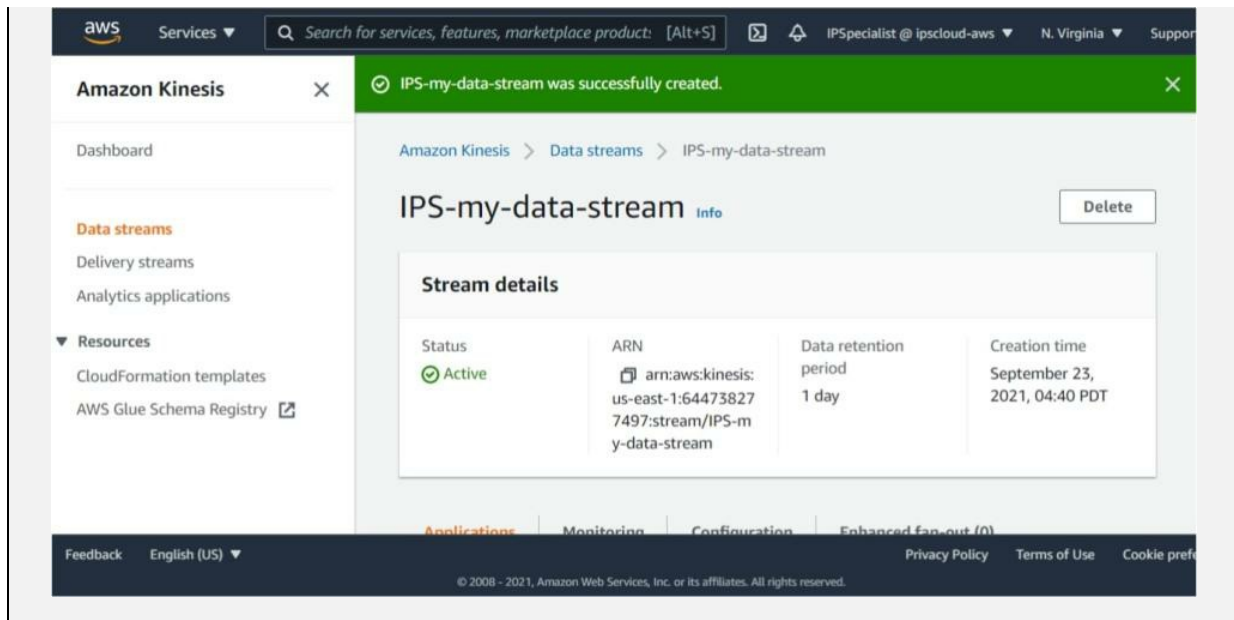 aws
Services ▼
Search for services, features, marketplace product: [Alt+S]
IPSpecialist @ ipscloud-aws ▼
N. Virginia ▼
Suppor
Amazon Kinesis
IPS-my-data-stream was successfully created.
Dashboard
Data streams
Delivery streams
Analytics applications
▼ Resources
CloudFormation templates
AWS Glue Schema Registry
Amazon Kinesis > Data streams > IPS-my-data-stream
IPS-my-data-stream Info
Delete
Stream details
Status
Active
ARN
arn:aws:kinesis:
us-east-1:64473827
7497:stream/IPS-m
y-data-stream
Data retention
period
1 day
Creation time
September 23,
2021, 04:40 PDT
Applications
Monitoring
Configuration
Enhanced fan-out (0)
Feedback
English (US) ▼
Privacy Policy
Terms of Use
Cookie prefe
© 2008 - 2021, Amazon Web Services, Inc. or its affiliates. All rights reserved.